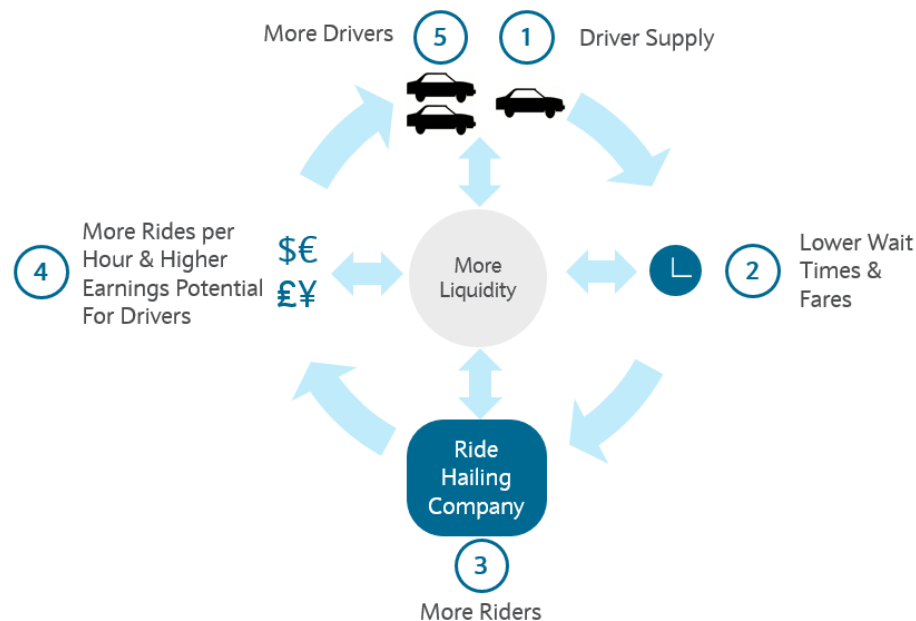 More Drivers
5
1
Driver Supply
4
More Rides per
Hour & Higher
Earnings Potential
For Drivers
$€
£¥
More
Liquidity
2
Lower Wait
Times &
Fares
Ride
Hailing
Company
3
More Riders